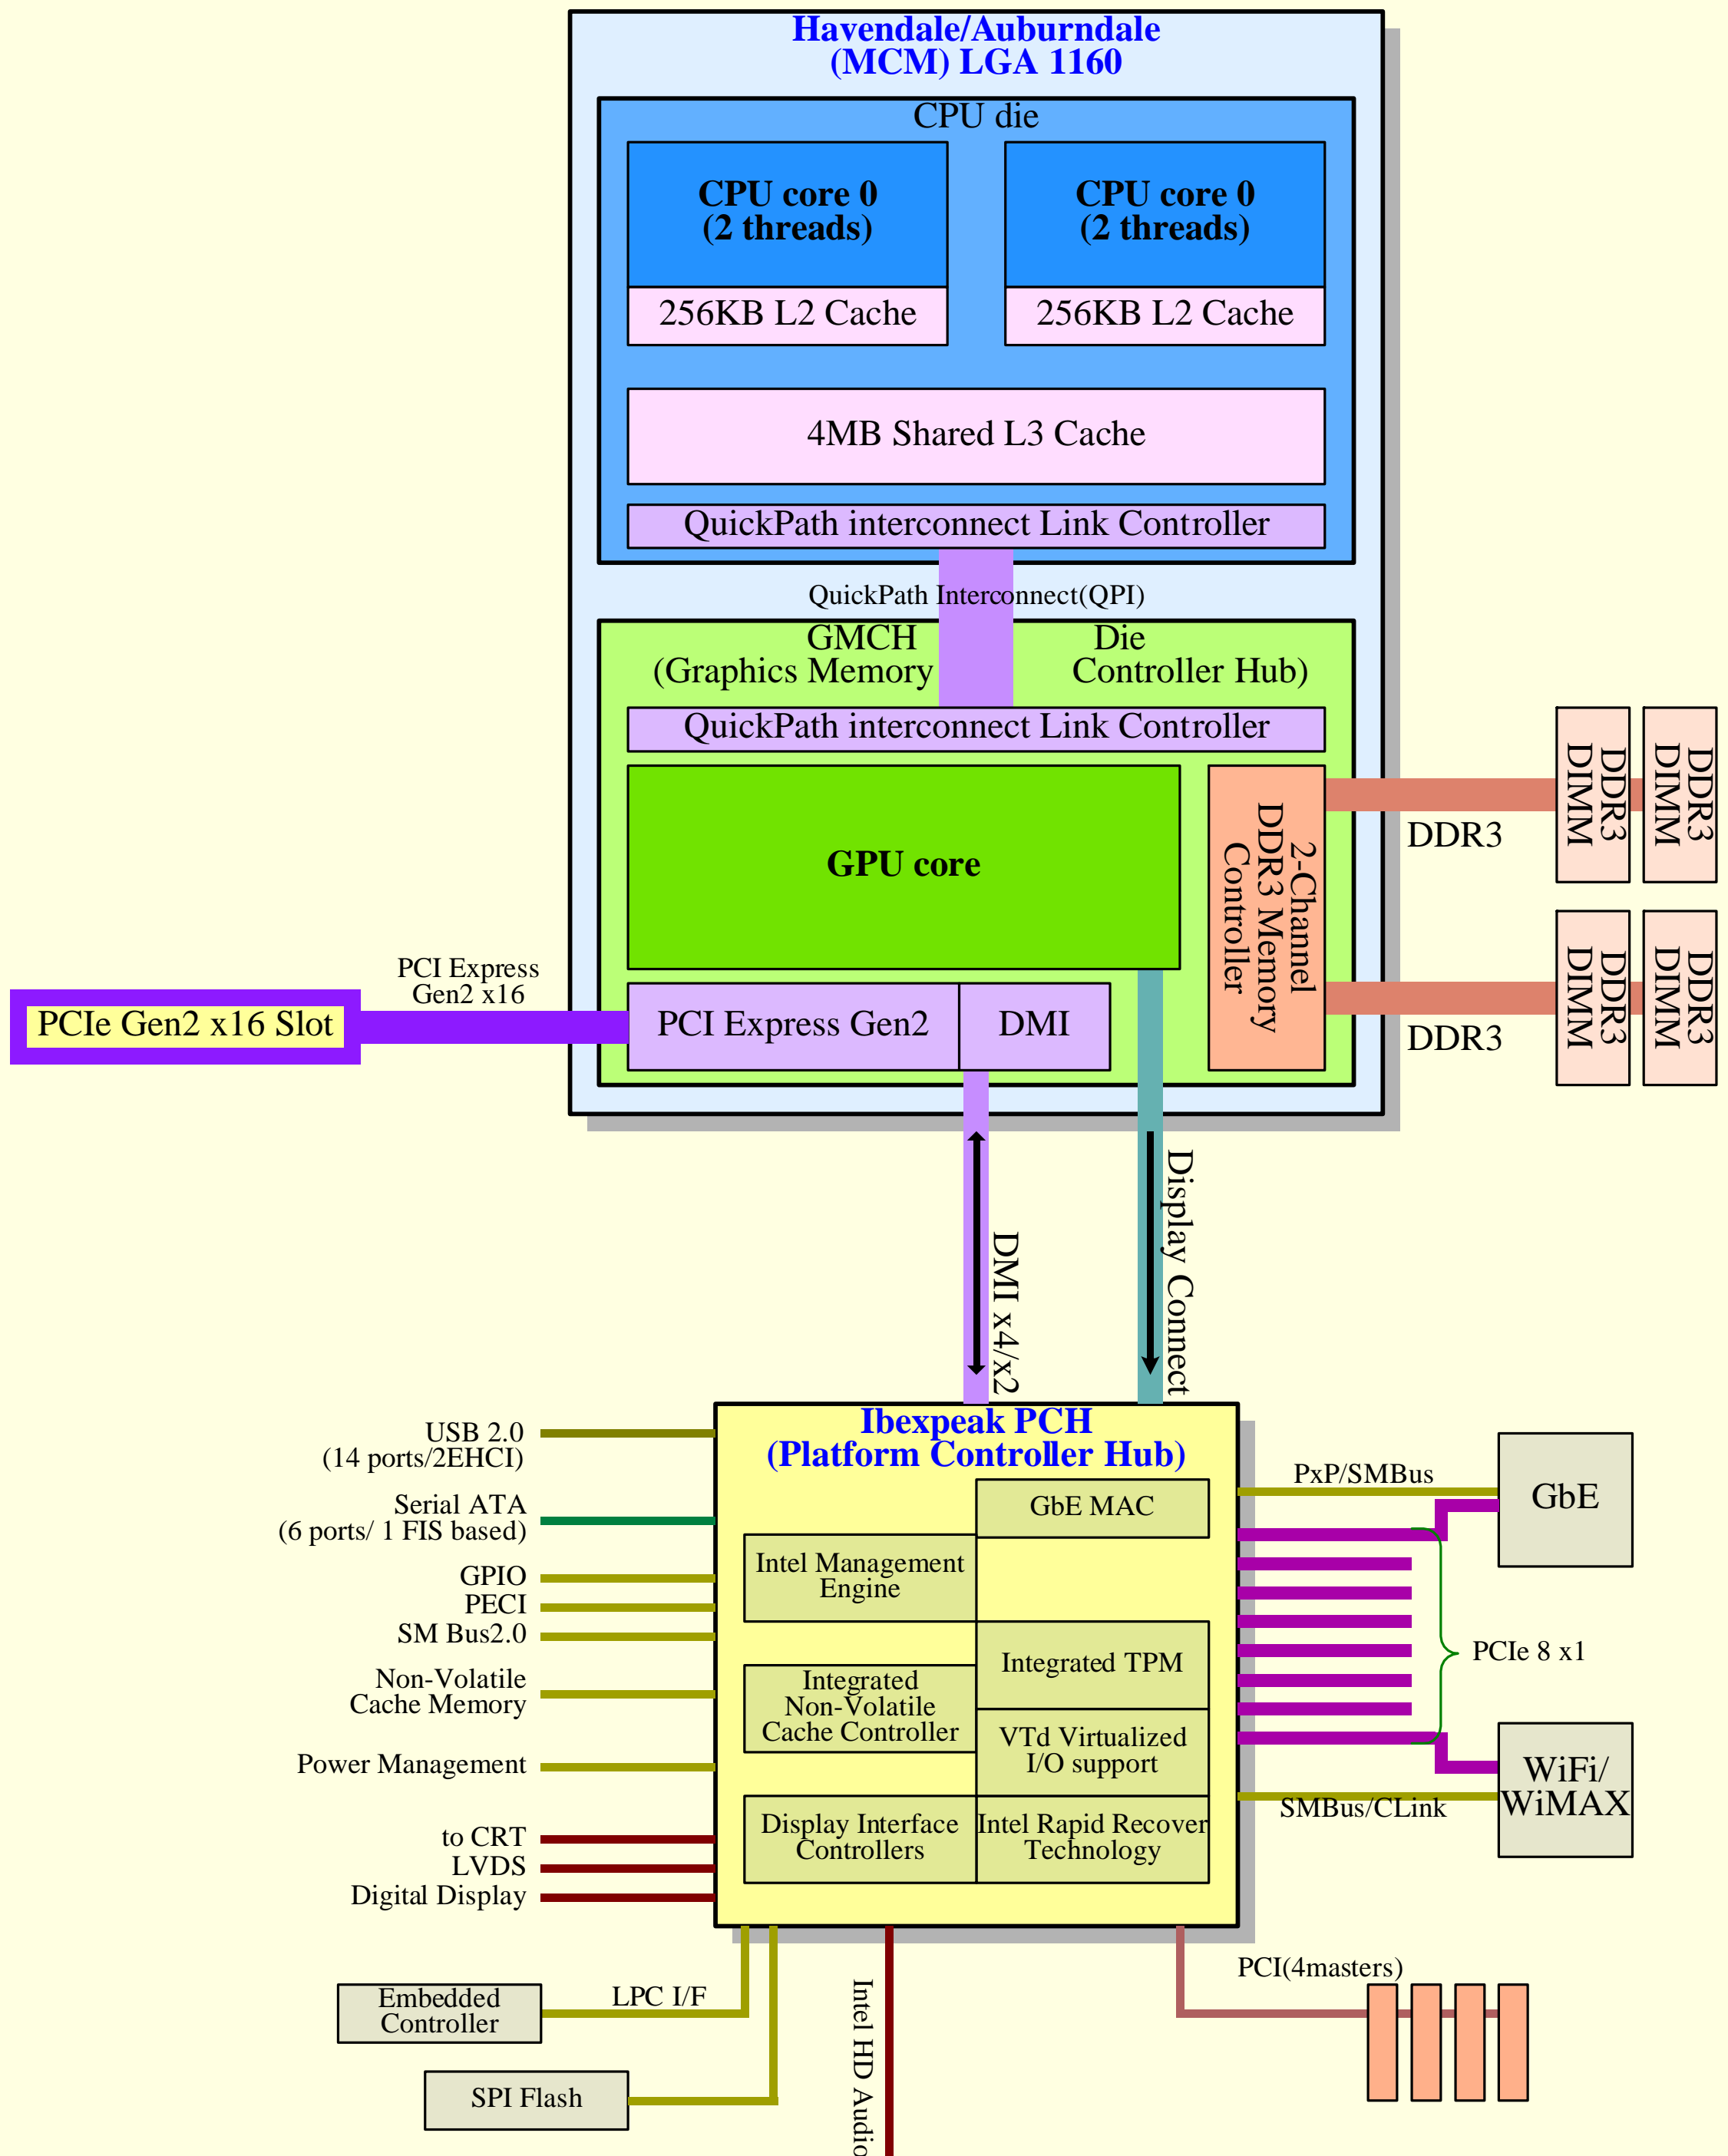 Havendale/Auburndale
(MCM) LGA 1160
CPU die
CPU core 0
(2 threads)
CPU core 0
(2 threads)
256KB L2 Cache
256KB L2 Cache
4MB Shared L3 Cache
QuickPath interconnect Link Controller
QuickPath Interconnect(QPI)
GMCH Die
(Graphics Memory Controller Hub)
QuickPath interconnect Link Controller
GPU core
2-Channel
DDR3 Memory
Controller
DDR3
DDR3
DIMM
DDR3
DIMM
DDR3
DDR3
DIMM
DDR3
DIMM
PCI Express
Gen2 x16
PCIe Gen2 x16 Slot
PCI Express Gen2
DMI
DMI x4/x2
Display Connect
Ibexpeak PCH
(Platform Controller Hub)
USB 2.0
(14 ports/2EHCI)
Serial ATA
(6 ports/ 1 FIS based)
GPIO
PECI
SM Bus2.0
Non-Volatile
Cache Memory
Power Management
to CRT
LVDS
Digital Display
GbE MAC
Intel Management
Engine
Integrated TPM
Integrated
Non-Volatile
Cache Controller
VTd Virtualized
I/O support
Display Interface
Controllers
Intel Rapid Recover
Technology
PxP/SMBus
GbE
PCIe 8 x1
WiFi/
WiMAX
SMBus/CLink
Embedded
Controller
LPC I/F
SPI Flash
Intel HD Audio
PCI(4masters)